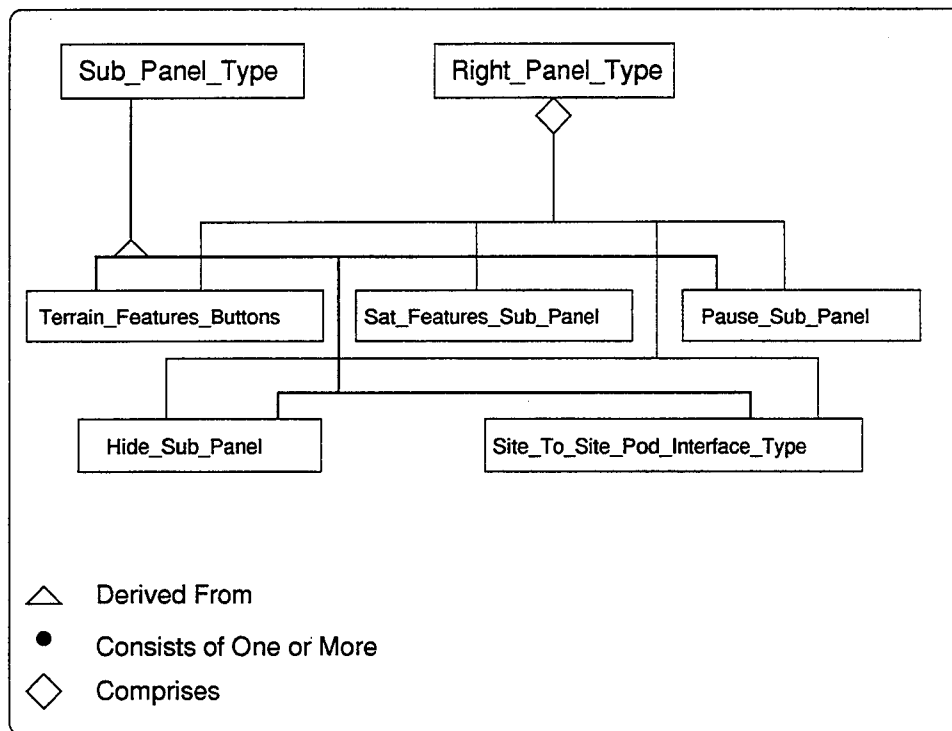 Sub_Panel_Type
Right_Panel_Type
Terrain_Features_Buttons
Sat_Features_Sub_Panel
Pause_Sub_Panel
Hide_Sub_Panel
Site_To_Site_Pod_Interface_Type
Derived From
Consists of One or More
Comprises